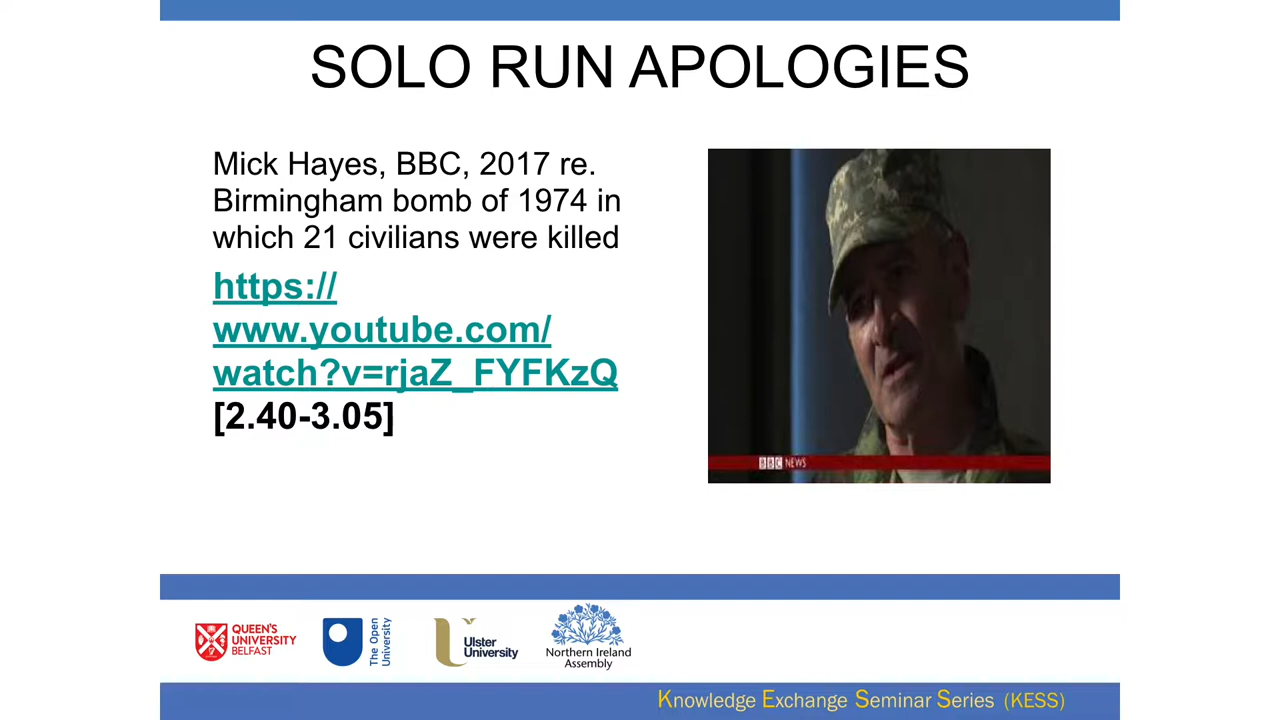 SOLO RUN APOLOGIES
Mick Hayes, BBC, 2017 re.
Birmingham bomb of 1974 in
which 21 civilians were killed
https://
www.youtube.com/
watch?v=rjaZ_FYFKzQ
[2.40-3.05]
BBC NEWS
QUEEN'S
UNIVERSITY
BELFAST
The Open
University
Ulster
University
Northern Ireland
Assembly
Knowledge Exchange Seminar Series (KESS)